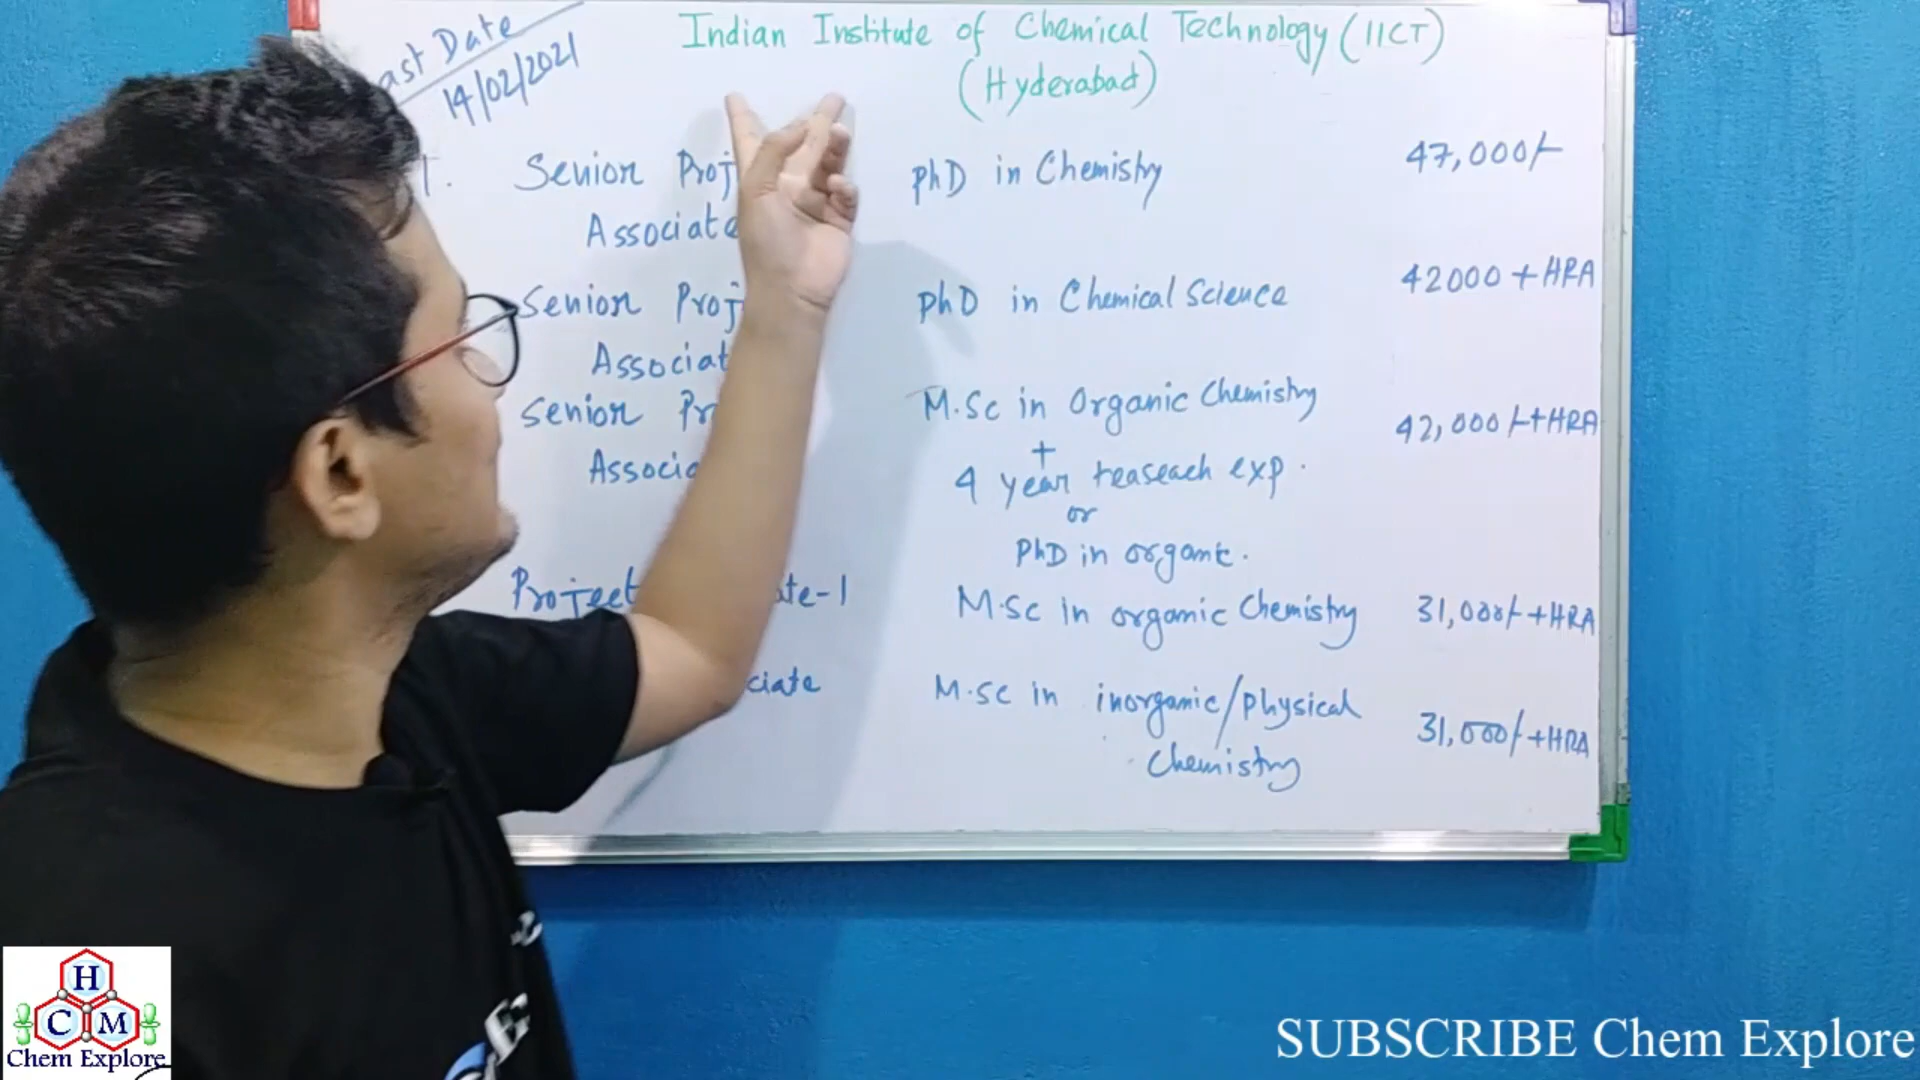 Last Date
14/02/2021
Indian Institute of Chemical Technology (IICT)
(Hyderabad)
1. Senior Proj
Associate
PhD in Chemistry
47,000/-
Senior Proj
Associat
PhD in Chemical Science
42000 + HRA
Senior Pr
Associa
M.Sc in Organic Chemistry
+
4 year reaseach exp.
or
PhD in organic.
42,000/- + HRA
Project ate-1
M.Sc in organic Chemistry
31,000/- + HRA
ciate
M.Sc in inorganic/physical
Chemistry
31,000/- + HRA
H
C M
Chem Explore
SUBSCRIBE Chem Explore